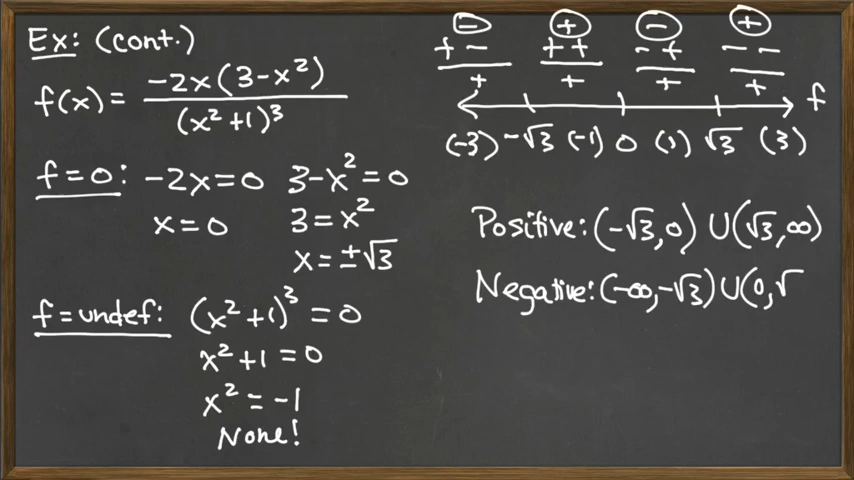 Ex: (cont.)
f(x) = -2x(3-x²) / (x²+1)³
f=0: -2x=0 3-x²=0
x=0 3=x²
x=±√3
f=undef: (x²+1)³=0
x²+1=0
x²=-1
None!
- + - +
+ - + + - + - -
+ + + +
f
(-3) -√3 (-1) 0 (1) √3 (3)
Positive: (-√3,0) ∪ (√3,∞)
Negative: (-∞,-√3) ∪ (0,√